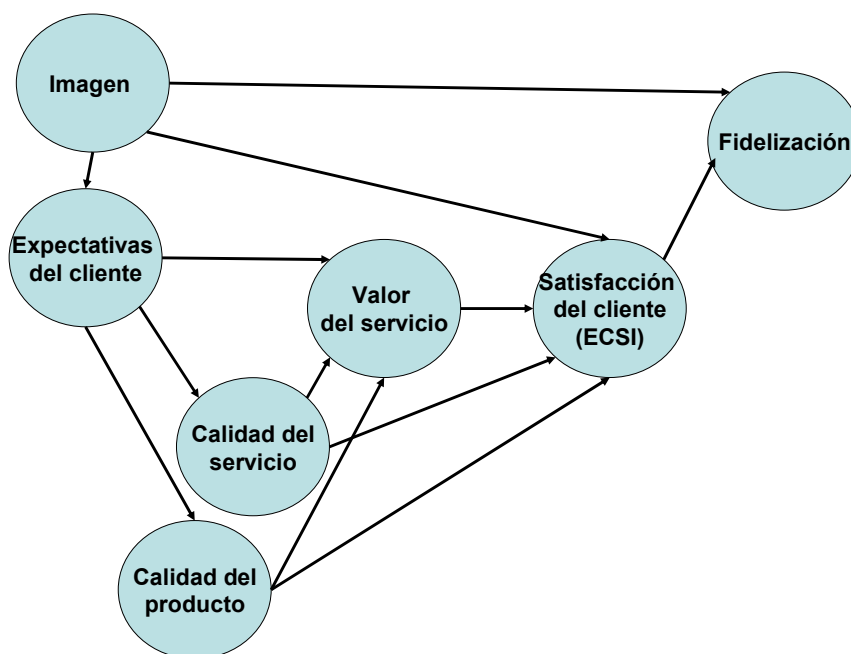 Imagen
Fidelización
Expectativas
del cliente
Valor
del servicio
Satisfacción
del cliente
(ECSI)
Calidad del
servicio
Calidad del
producto